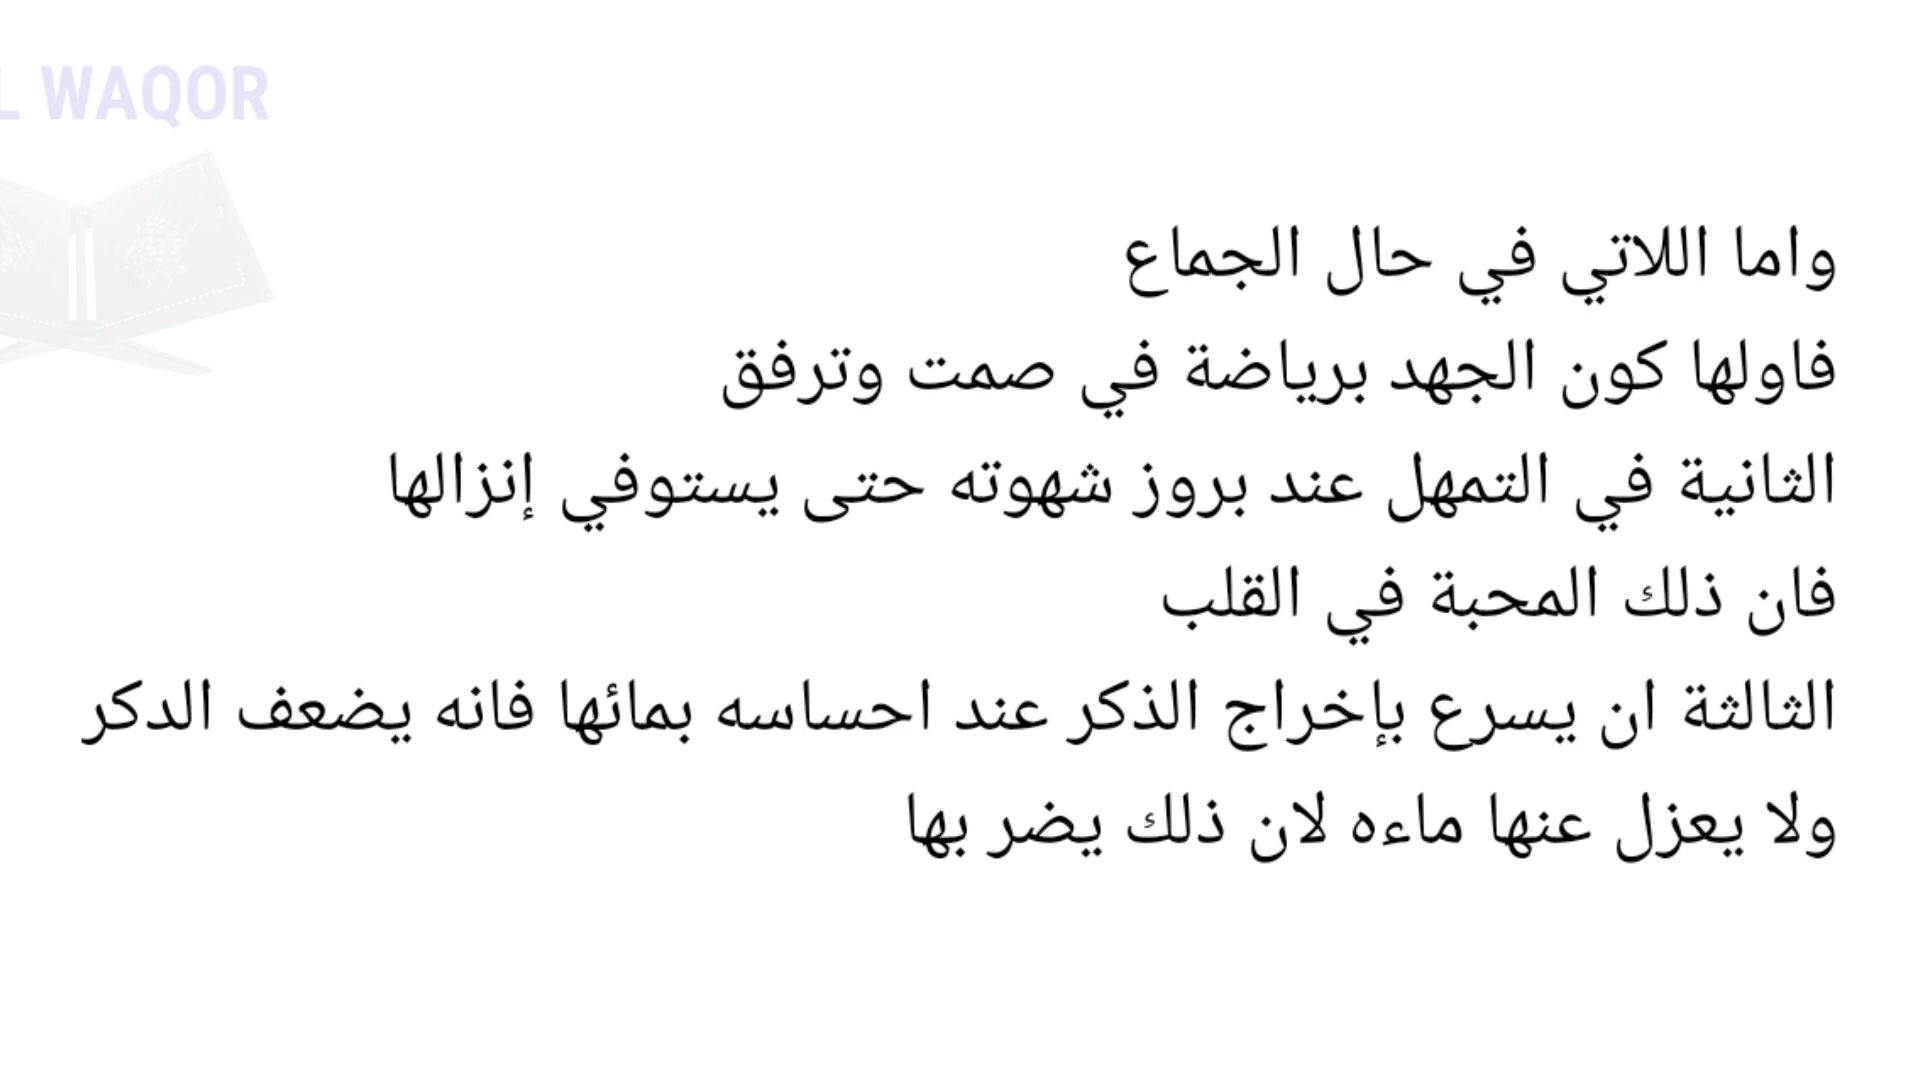 L WAQOR
واما اللاتي في حال الجماع
فاولها كون الجهد برياضة في صمت وترفق
الثانية في التمهل عند بروز شهوته حتى يستوفي إنزالها
فان ذلك المحبة في القلب
الثالثة ان يسرع بإخراج الذكر عند احساسه بمائها فانه يضعف الدكر
ولا يعزل عنها ماءه لان ذلك يضر بها